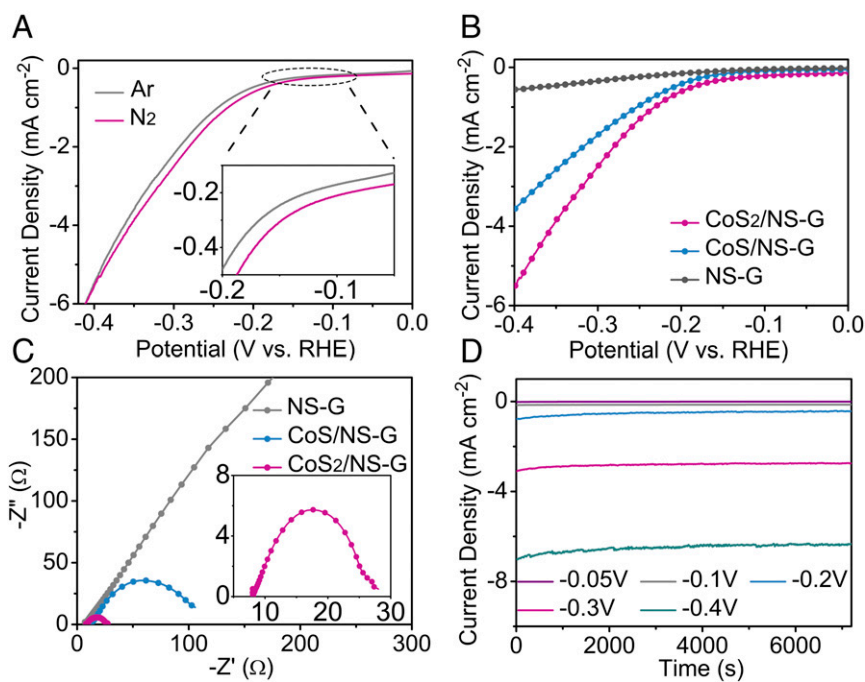 A
Current Density (mA cm-2)
0
-2
-4
-6
Ar
N2
-0.2
-0.4
-0.2
-0.1
-0.4
-0.3
-0.2
-0.1
0.0
Potential (V vs. RHE)
B
Current Density (mA cm-2)
0
-2
-4
-6
CoS2/NS-G
CoS/NS-G
NS-G
-0.4
-0.3
-0.2
-0.1
0.0
Potential (V vs. RHE)
C
-Z" (Ω)
200
150
100
50
0
NS-G
CoS/NS-G
CoS2/NS-G
8
4
0
10
20
30
0
100
200
300
-Z' (Ω)
D
Current Density (mA cm-2)
0
-4
-8
-0.05V
-0.1V
-0.2V
-0.3V
-0.4V
0
2000
4000
6000
Time (s)